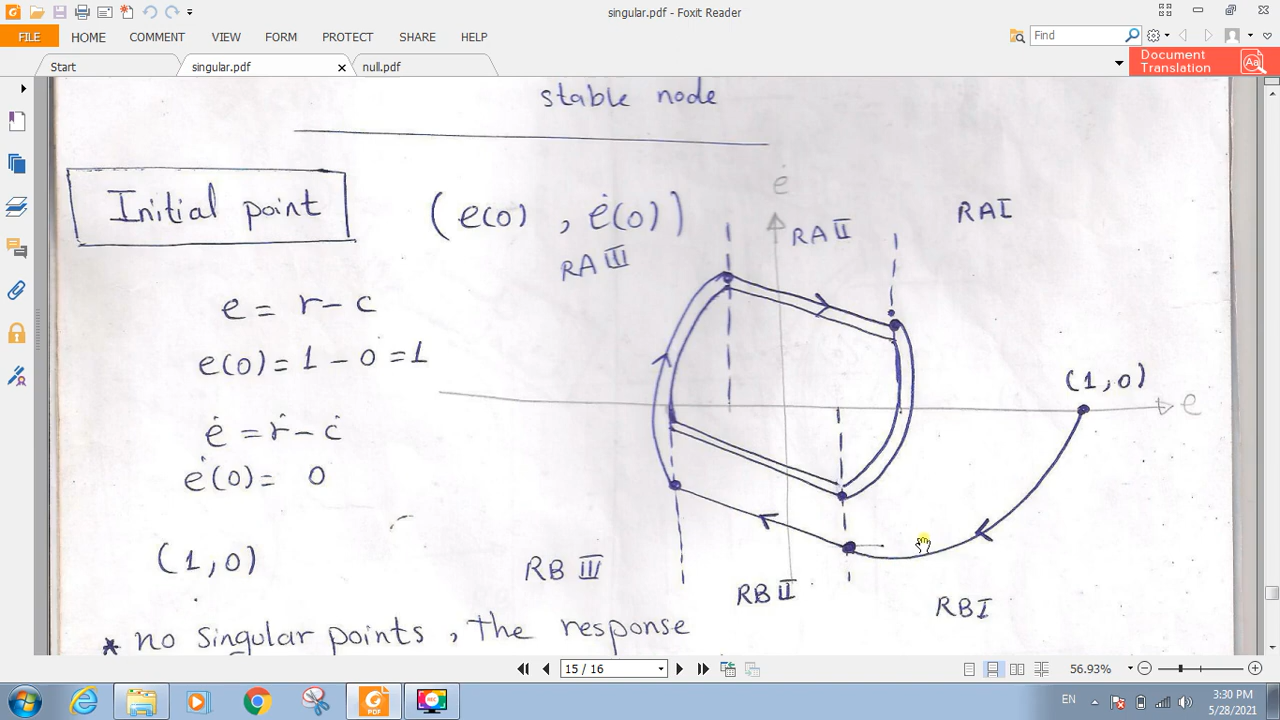 singular.pdf - Foxit Reader
FILE HOME COMMENT VIEW FORM PROTECT SHARE HELP
Find
Start singular.pdf null.pdf
Document Translation
stable node
Initial point
(e(0) , ė(0))
ė
RA III
RA II
RA I
e = r - c
e(0) = 1 - 0 = 1
(1,0)
e
ė = ṙ - ċ
ė(0) = 0
(1,0)
RB III
RB II
RB I
* no singular points, The response
15 / 16
56.93%
EN
3:30 PM
5/28/2021